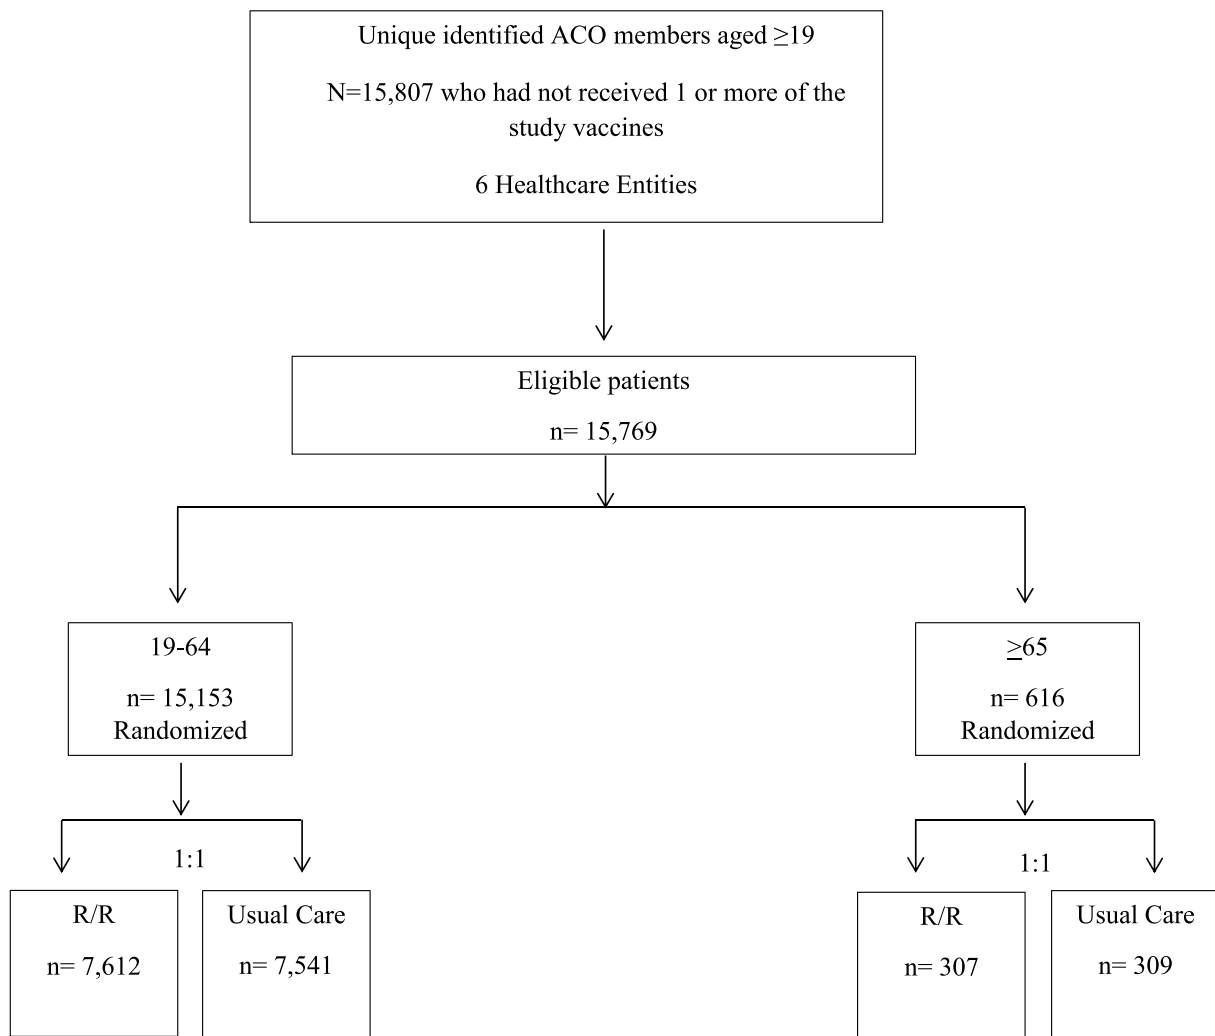 Unique identified ACO members aged ≥19
N=15,807 who had not received 1 or more of the
study vaccines
6 Healthcare Entities
Eligible patients
n= 15,769
19-64
n= 15,153
Randomized
≥65
n= 616
Randomized
1:1
1:1
R/R
n= 7,612
Usual Care
n= 7,541
R/R
n= 307
Usual Care
n= 309